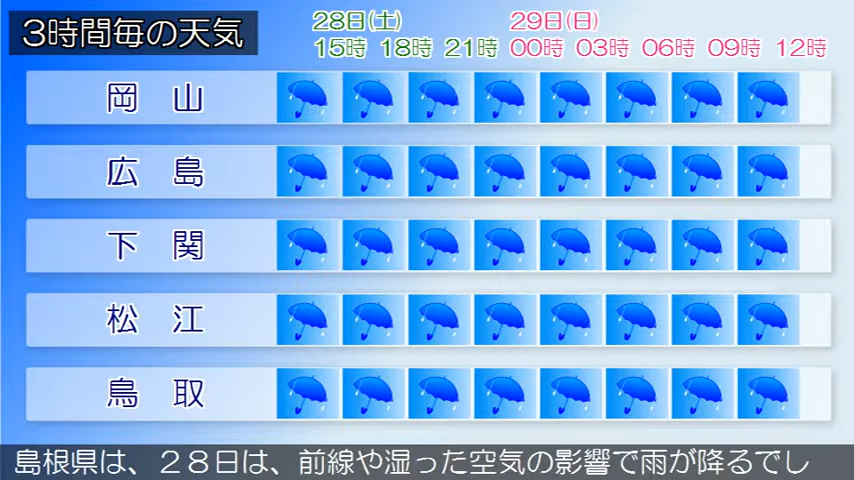 3時間毎の天気
28日(土) 29日(日)
15時 18時 21時 00時 03時 06時 09時 12時
岡山
広島
下関
松江
鳥取
島根県は、２８日は、前線や湿った空気の影響で雨が降るでし